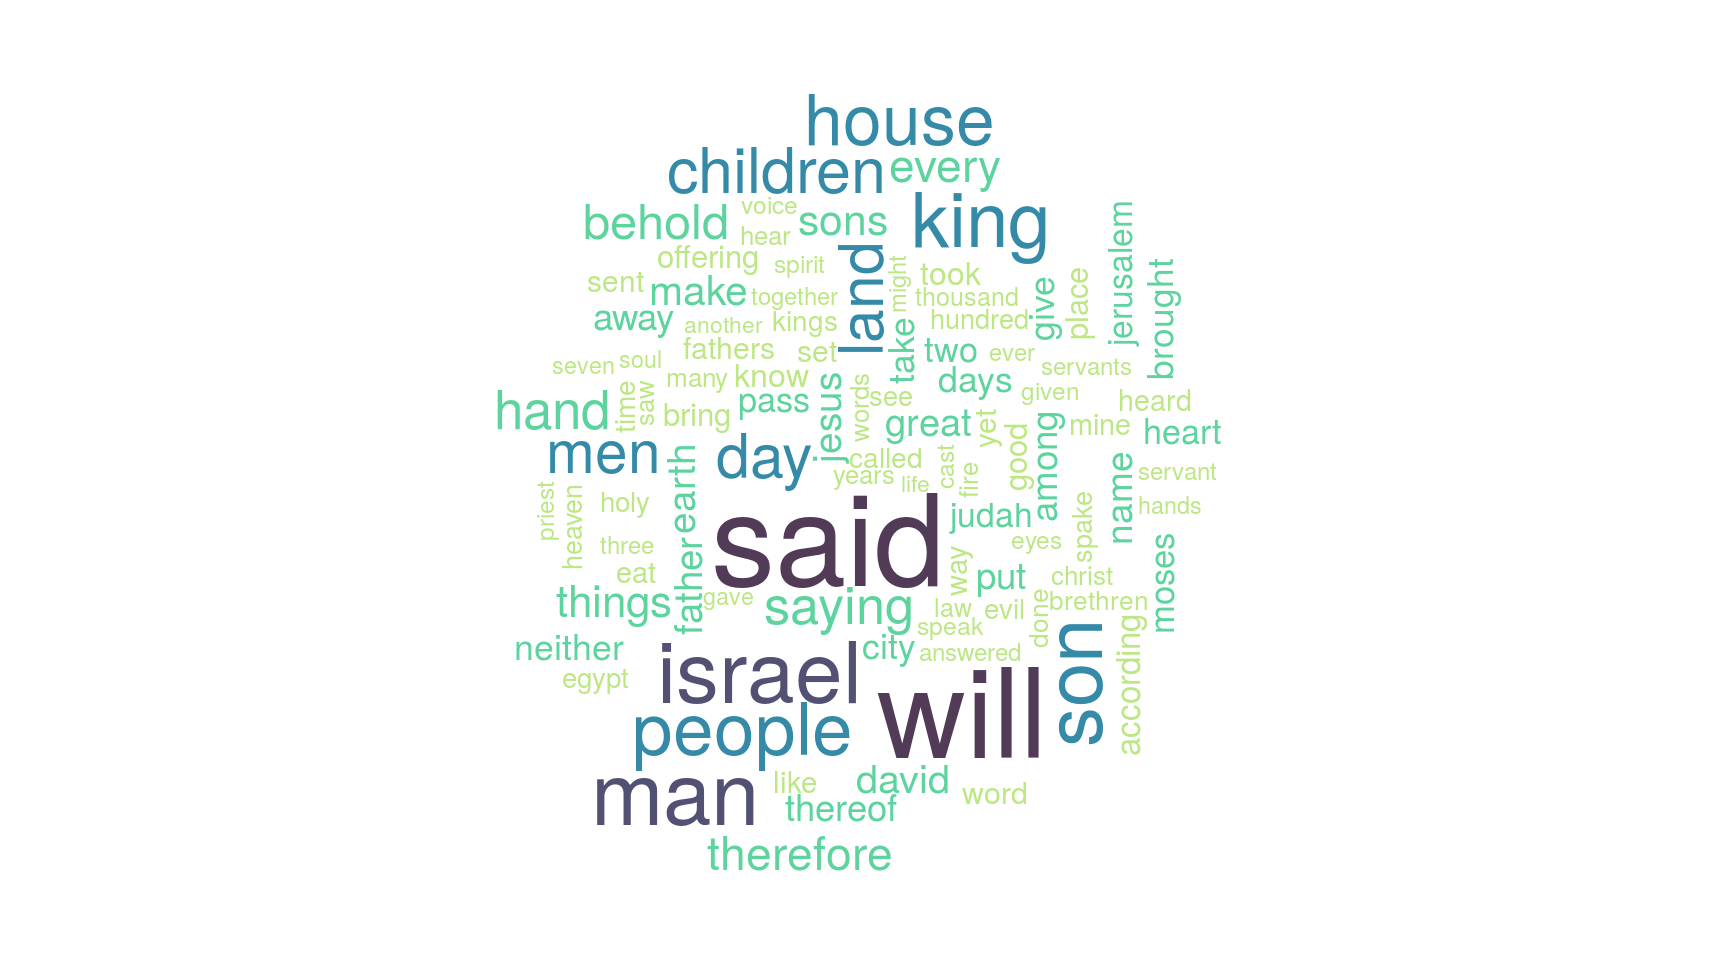 house
children
every
voice
behold
sons
king
hear
jerusalem
offering
spirit
land
might
took
brought
sent
make
together
thousand
give
place
away
another
kings
take
hundred
fathers
set
two
ever
seven
soul
many
know
days
servants
time
saw
jesus
words
see
given
heard
hand
bring
pass
great
yet
good
among
mine
heart
men
earth
day
called
cast
fire
name
years
life
servant
priest
heaven
holy
said
judah
spake
hands
three
father
eyes
moses
eat
way
put
christ
things
gave
saying
law
evil
done
brethren
speak
neither
israel
city
answered
son
according
egypt
people
will
man
like
david
word
thereof
therefore